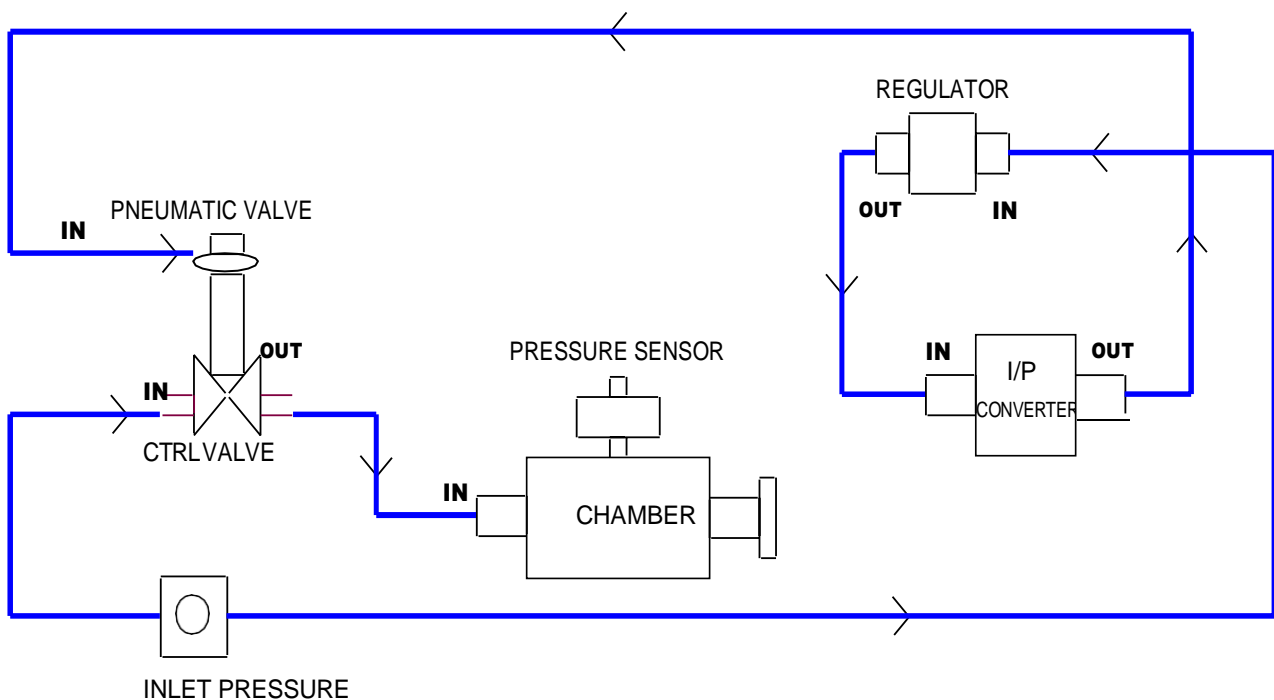 REGULATOR
PNEUMATIC VALVE
IN
OUT
IN
OUT
PRESSURE SENSOR
IN
OUT
I/P
CONVERTER
IN
CTRLVALVE
IN
CHAMBER
INLET PRESSURE